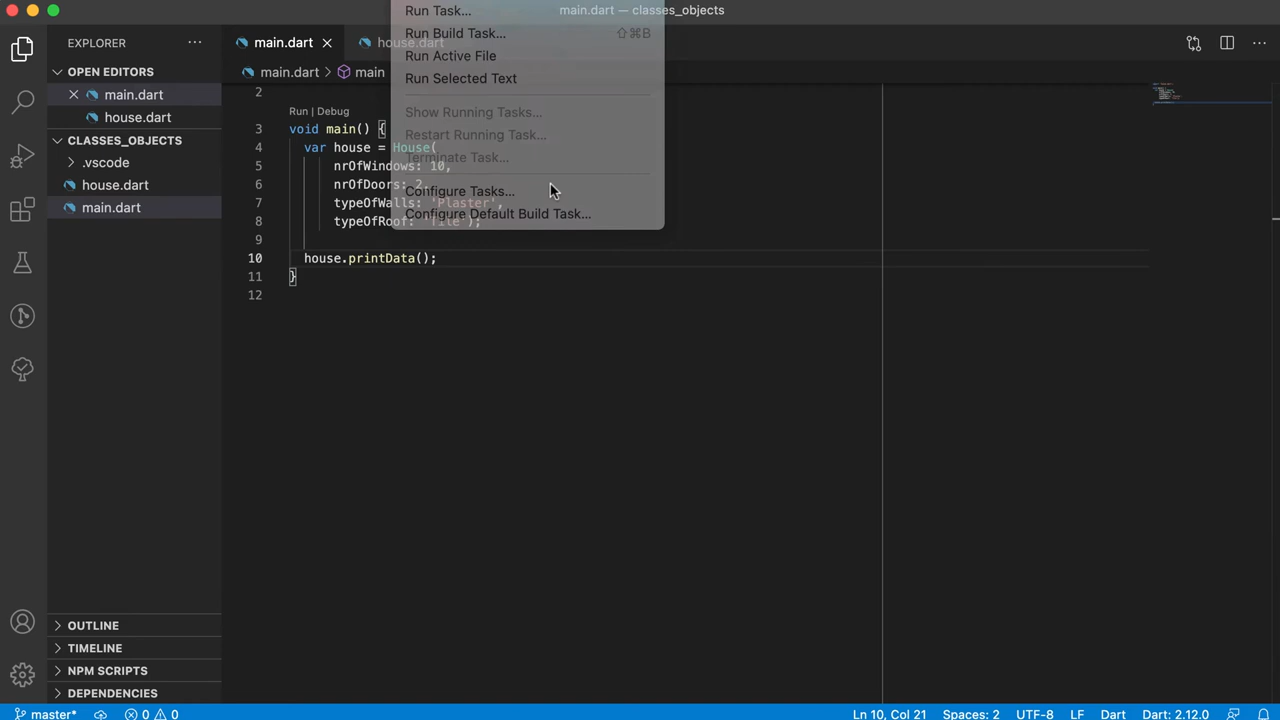 main.dart — classes_objects
Run Task...
Run Build Task... ⇧⌘B
Run Active File
Run Selected Text
Show Running Tasks...
Restart Running Task...
Terminate Task...
Configure Tasks...
Configure Default Build Task...
EXPLORER
OPEN EDITORS
main.dart
house.dart
CLASSES_OBJECTS
.vscode
house.dart
main.dart
OUTLINE
TIMELINE
NPM SCRIPTS
DEPENDENCIES
main.dart house.dart
main.dart > main
2
Run | Debug
3 void main() {
4 var house = House(
5 nrOfWindows: 10,
6 nrOfDoors: 2,
7 typeOfWalls: 'Plaster',
8 typeOfRoof: 'Tile');
9
10 house.printData();
11 }
12
master* 0 0 Ln 10, Col 21 Spaces: 2 UTF-8 LF Dart Dart: 2.12.0